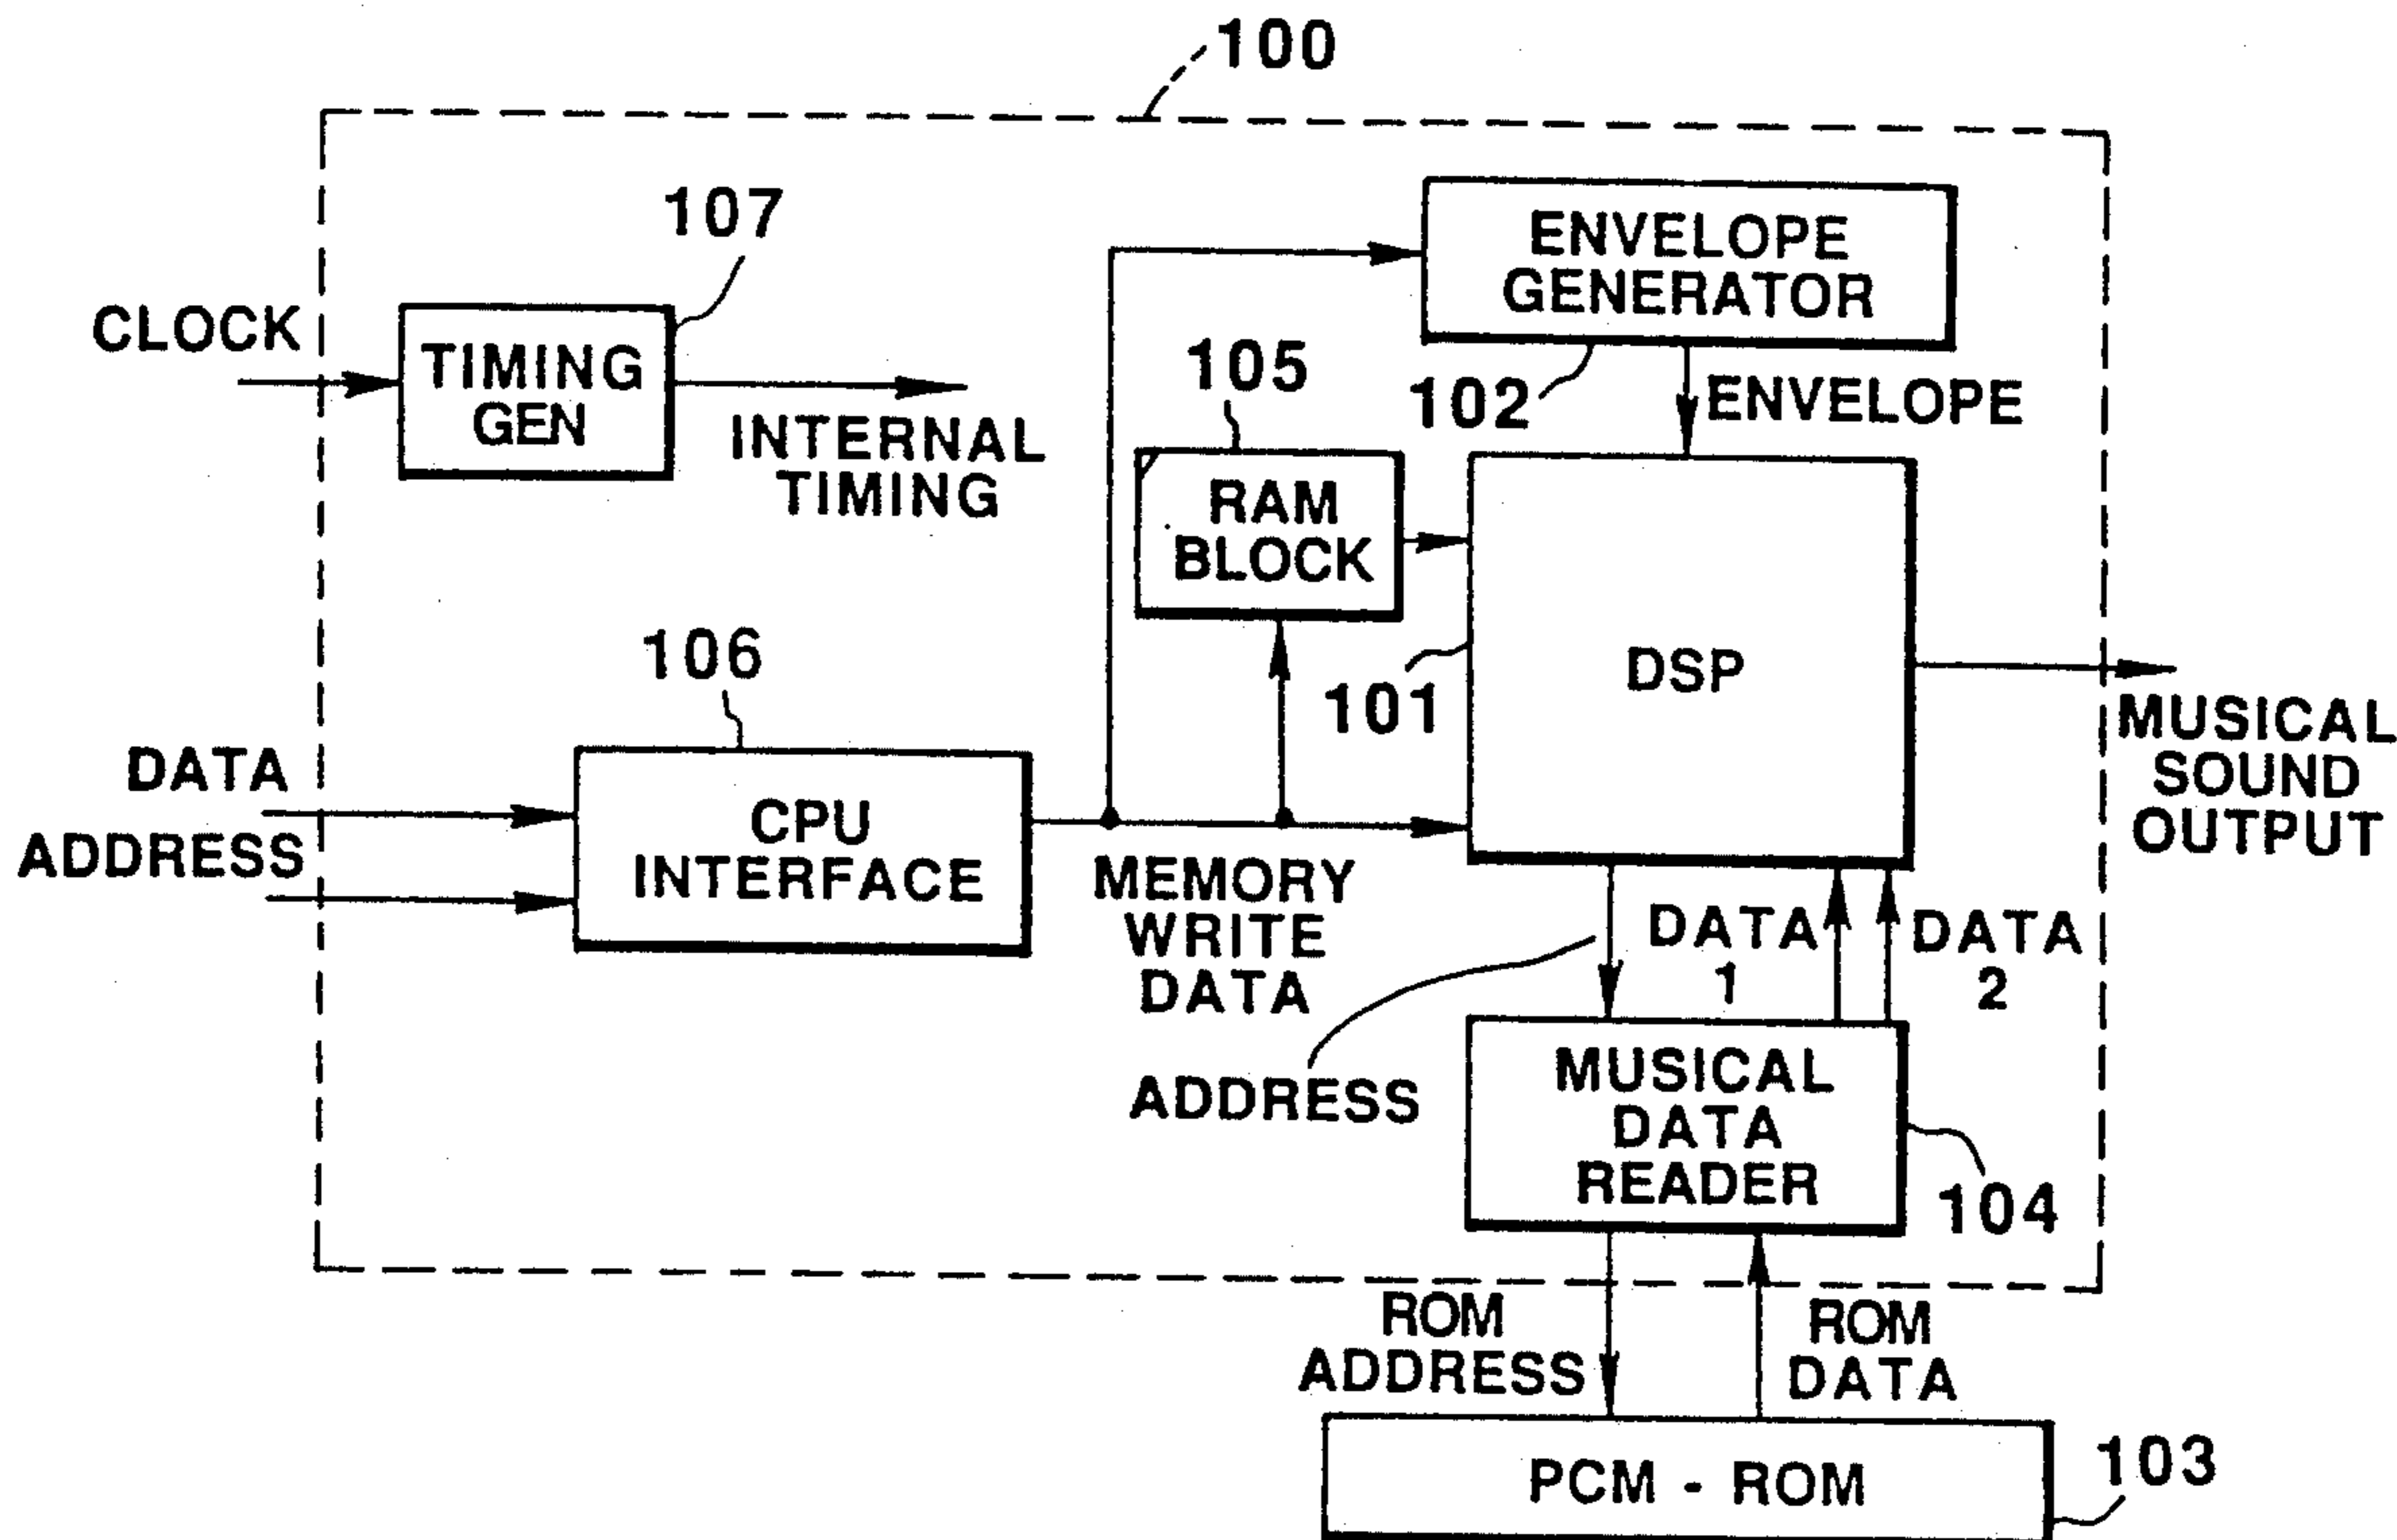 100
107
CLOCK
TIMING
GEN
INTERNAL
TIMING
ENVELOPE
GENERATOR
102
ENVELOPE
105
RAM
BLOCK
101
DSP
MUSICAL
SOUND
OUTPUT
106
DATA
ADDRESS
CPU
INTERFACE
MEMORY
WRITE
DATA
DATA
1
DATA
2
ADDRESS
MUSICAL
DATA
READER
104
ROM
ADDRESS
ROM
DATA
PCM - ROM
103